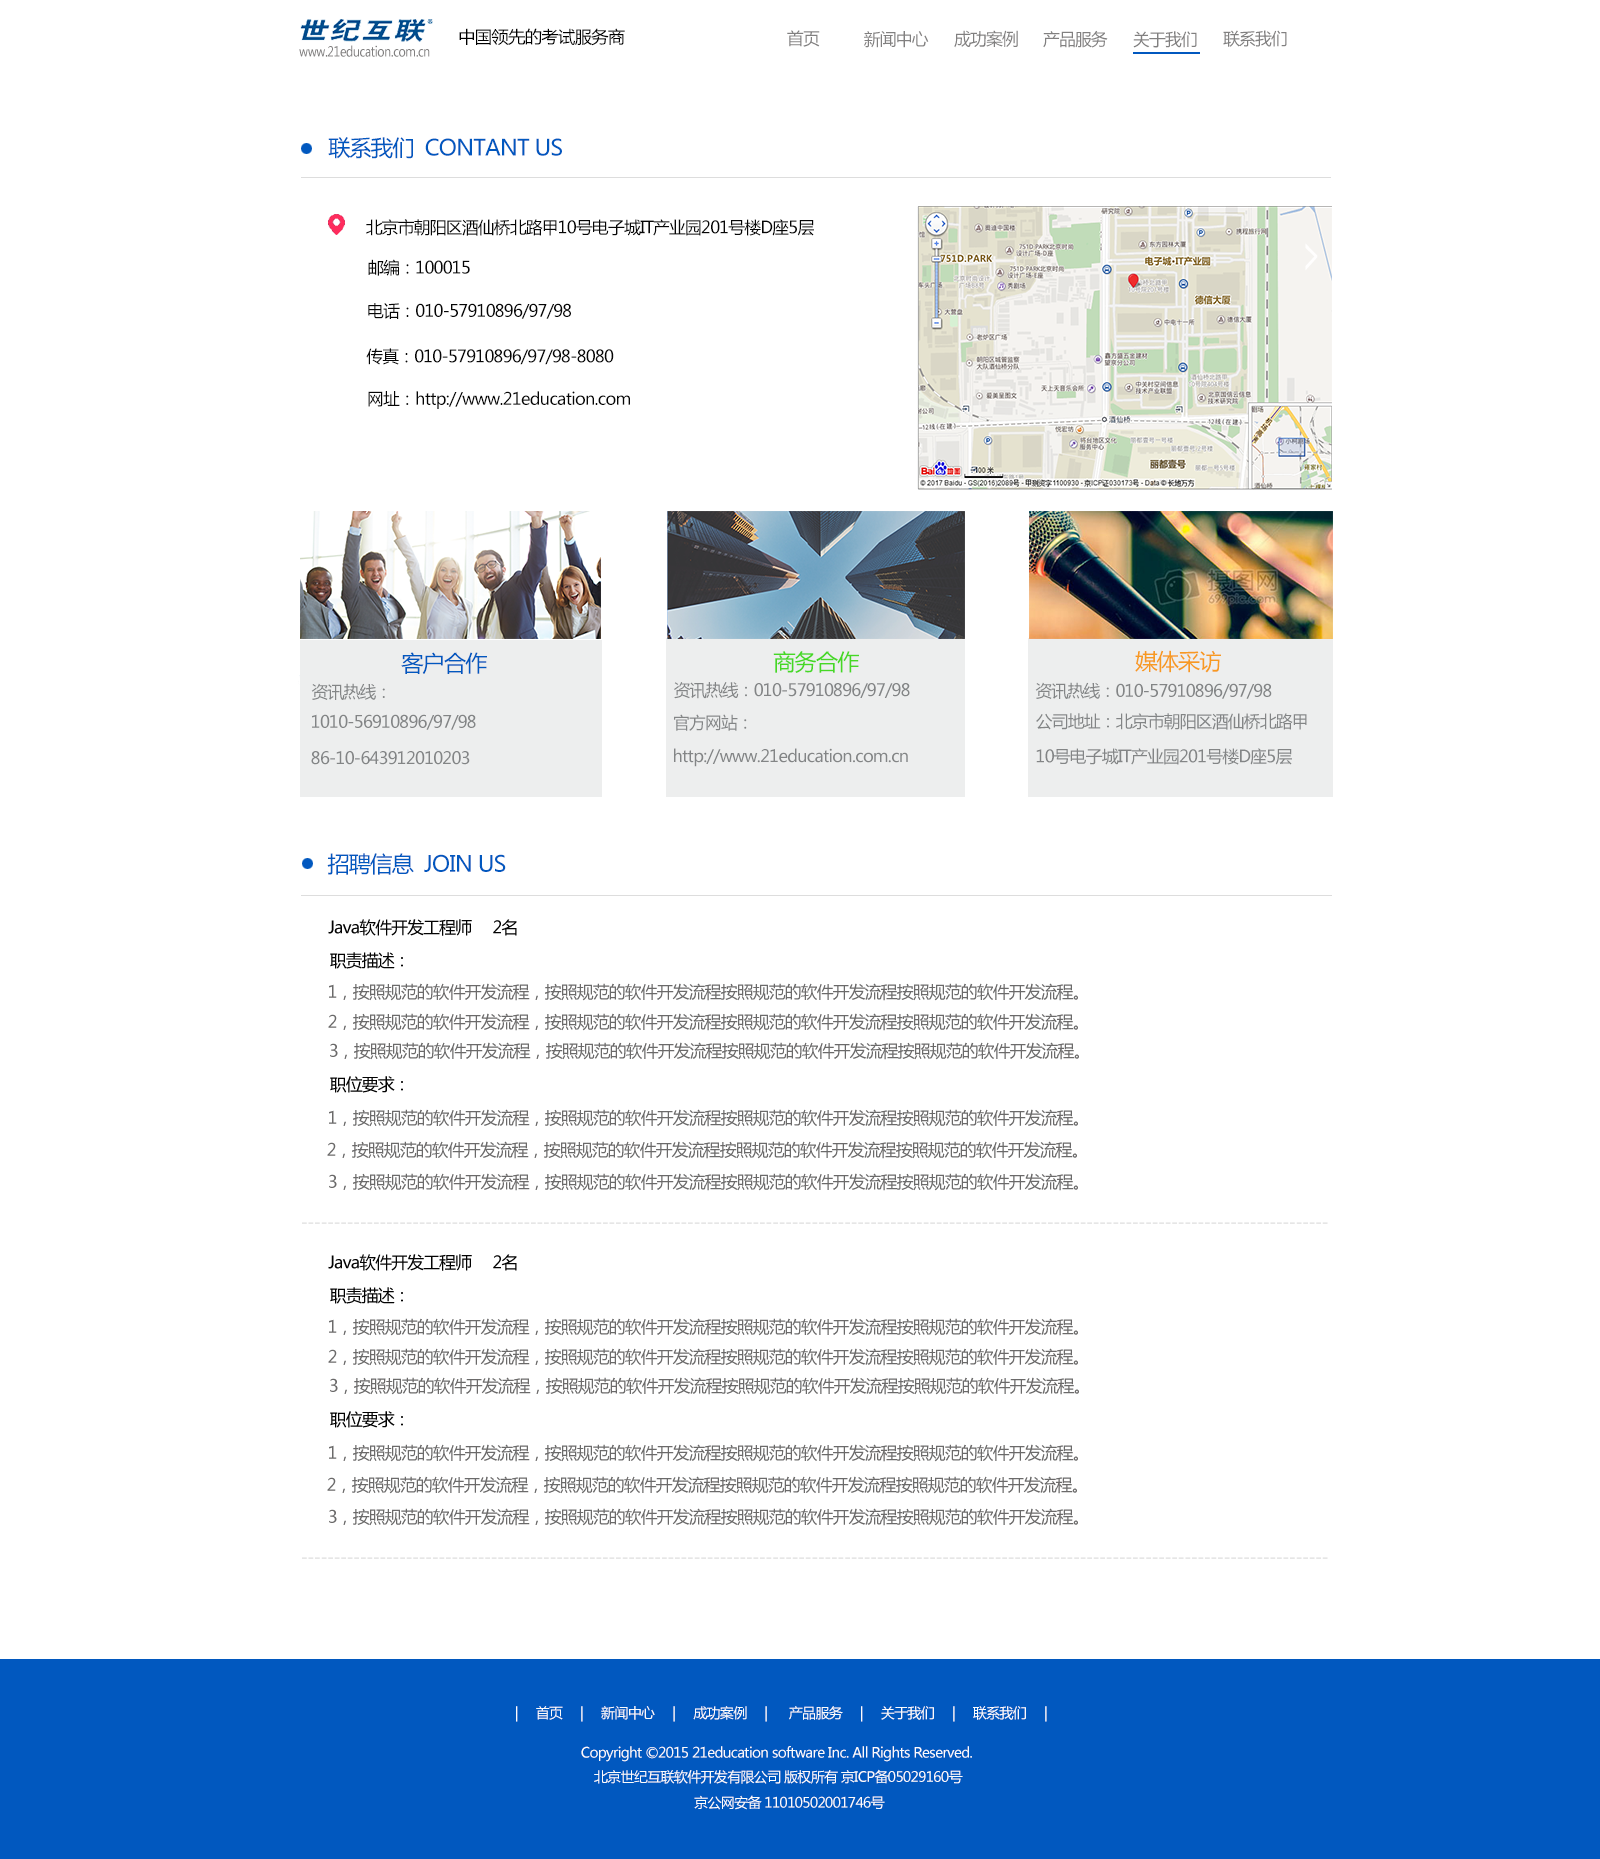 世纪互联®
www.21education.com.cn
中国领先的考试服务商
首页 新闻中心 成功案例 产品服务 关于我们 联系我们
联系我们 CONTANT US
北京市朝阳区酒仙桥北路甲10号电子城IT产业园201号楼D座5层
邮编：100015
电话：010-57910896/97/98
传真：010-57910896/97/98-8080
网址：http://www.21education.com
751D.PARK
电子城·IT产业园
德信大厦
丽都壹号
© 2017 Baidu - GS(2016)2089号 - 甲测资字1100930 - 京ICP证030173号 - Data © 长地万方
摄图网
699pic.com
客户合作
资讯热线：
1010-56910896/97/98
86-10-643912010203
商务合作
资讯热线：010-57910896/97/98
官方网站：
http://www.21education.com.cn
媒体采访
资讯热线：010-57910896/97/98
公司地址：北京市朝阳区酒仙桥北路甲
10号电子城IT产业园201号楼D座5层
招聘信息 JOIN US
Java软件开发工程师 2名
职责描述：
1，按照规范的软件开发流程，按照规范的软件开发流程按照规范的软件开发流程按照规范的软件开发流程。
2，按照规范的软件开发流程，按照规范的软件开发流程按照规范的软件开发流程按照规范的软件开发流程。
3，按照规范的软件开发流程，按照规范的软件开发流程按照规范的软件开发流程按照规范的软件开发流程。
职位要求：
1，按照规范的软件开发流程，按照规范的软件开发流程按照规范的软件开发流程按照规范的软件开发流程。
2，按照规范的软件开发流程，按照规范的软件开发流程按照规范的软件开发流程按照规范的软件开发流程。
3，按照规范的软件开发流程，按照规范的软件开发流程按照规范的软件开发流程按照规范的软件开发流程。
Java软件开发工程师 2名
职责描述：
1，按照规范的软件开发流程，按照规范的软件开发流程按照规范的软件开发流程按照规范的软件开发流程。
2，按照规范的软件开发流程，按照规范的软件开发流程按照规范的软件开发流程按照规范的软件开发流程。
3，按照规范的软件开发流程，按照规范的软件开发流程按照规范的软件开发流程按照规范的软件开发流程。
职位要求：
1，按照规范的软件开发流程，按照规范的软件开发流程按照规范的软件开发流程按照规范的软件开发流程。
2，按照规范的软件开发流程，按照规范的软件开发流程按照规范的软件开发流程按照规范的软件开发流程。
3，按照规范的软件开发流程，按照规范的软件开发流程按照规范的软件开发流程按照规范的软件开发流程。
| 首页 | 新闻中心 | 成功案例 | 产品服务 | 关于我们 | 联系我们 |
Copyright ©2015 21education software Inc. All Rights Reserved.
北京世纪互联软件开发有限公司 版权所有 京ICP备05029160号
京公网安备 11010502001746号